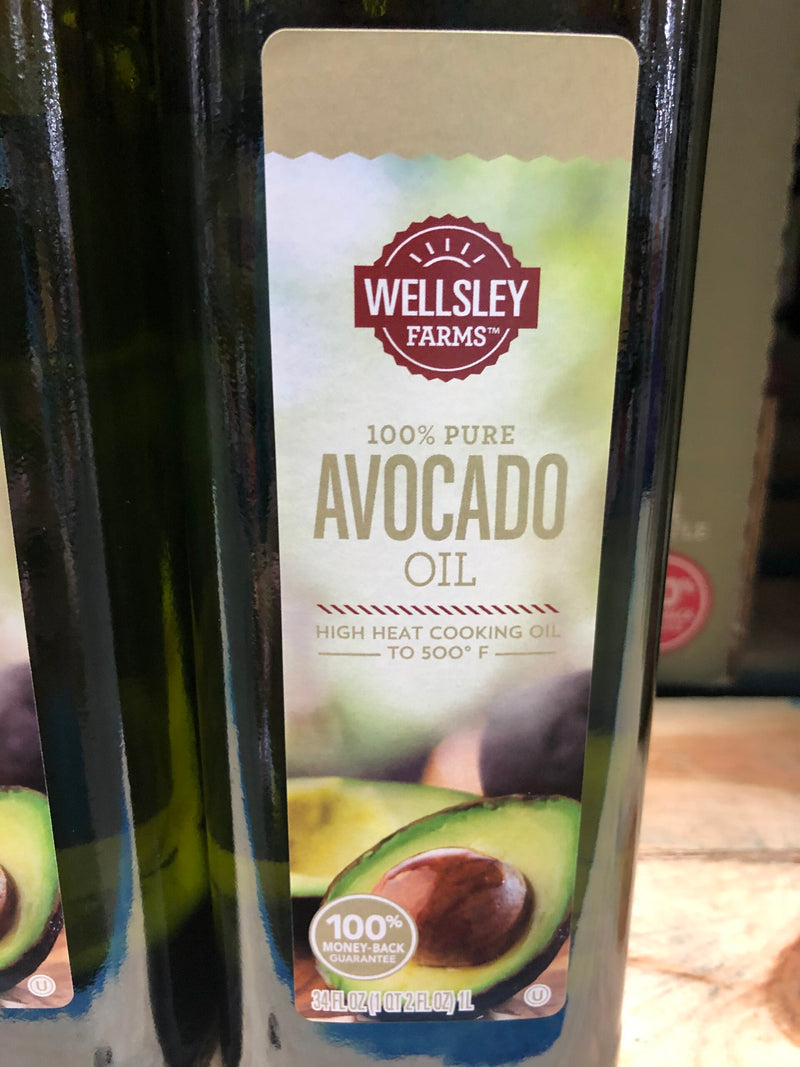 WELLSLEY
FARMS™
100% PURE
AVOCADO
OIL
HIGH HEAT COOKING OIL
TO 500° F
100%
MONEY-BACK
GUARANTEE
34 FL OZ (1 QT 2 FL OZ) 1L
U
U